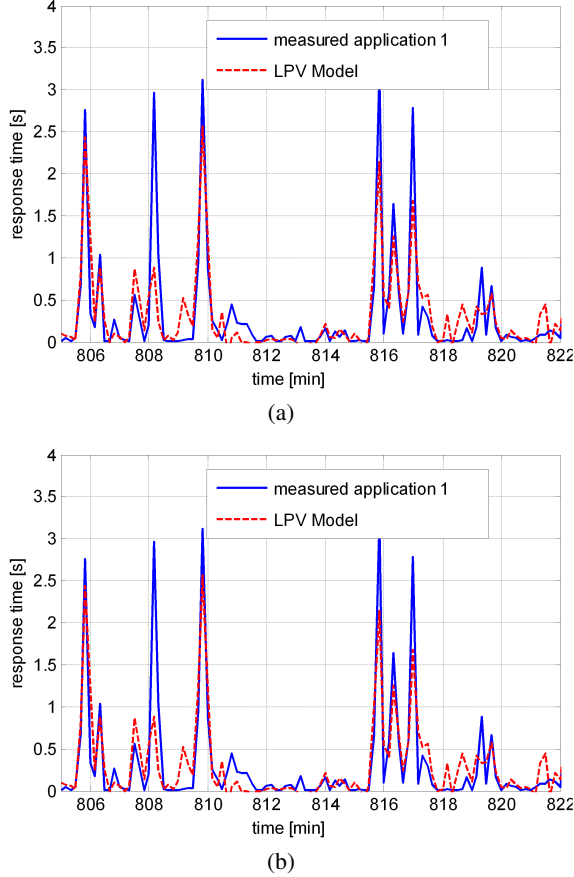 4
3.5
3
2.5
2
1.5
1
0.5
0
response time [s]
measured application 1
LPV Model
806 808 810 812 814 816 818 820 822
time [min]
(a)
4
3.5
3
2.5
2
1.5
1
0.5
0
response time [s]
measured application 1
LPV Model
806 808 810 812 814 816 818 820 822
time [min]
(b)